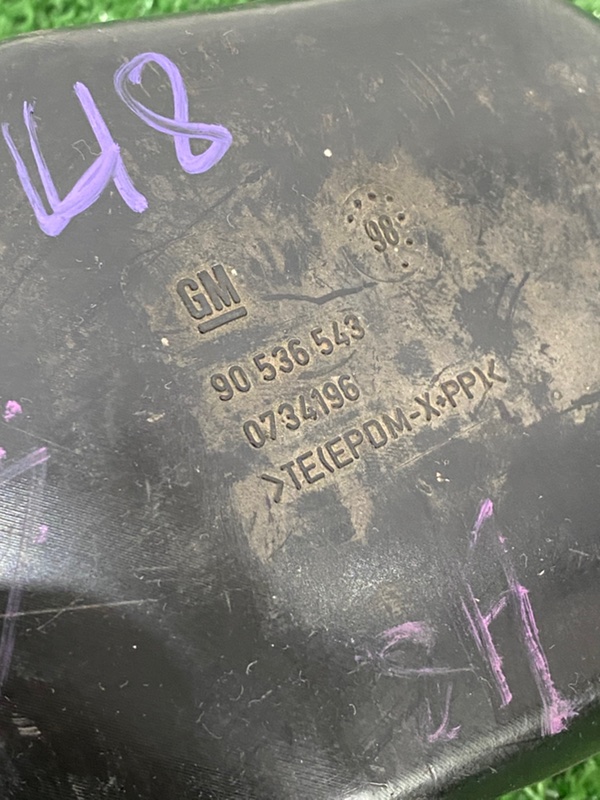 48
98
GM
90 536 543
0734196
>TE(EPDM-X+PP)<
H